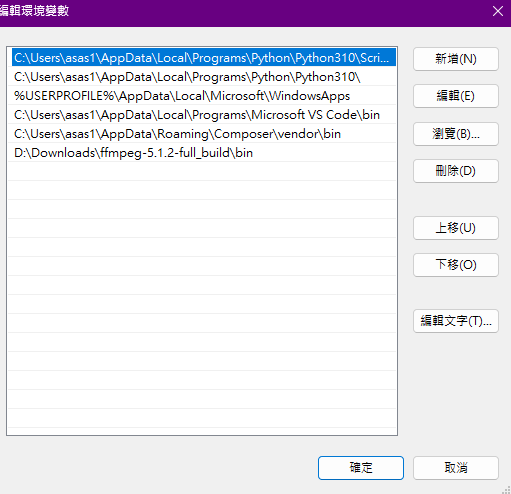 編輯環境變數
C:\Users\asas1\AppData\Local\Programs\Python\Python310\Scri...
C:\Users\asas1\AppData\Local\Programs\Python\Python310\
%USERPROFILE%\AppData\Local\Microsoft\WindowsApps
C:\Users\asas1\AppData\Local\Programs\Microsoft VS Code\bin
C:\Users\asas1\AppData\Roaming\Composer\vendor\bin
D:\Downloads\ffmpeg-5.1.2-full_build\bin
新增(N)
編輯(E)
瀏覽(B)...
刪除(D)
上移(U)
下移(O)
編輯文字(T)...
確定
取消